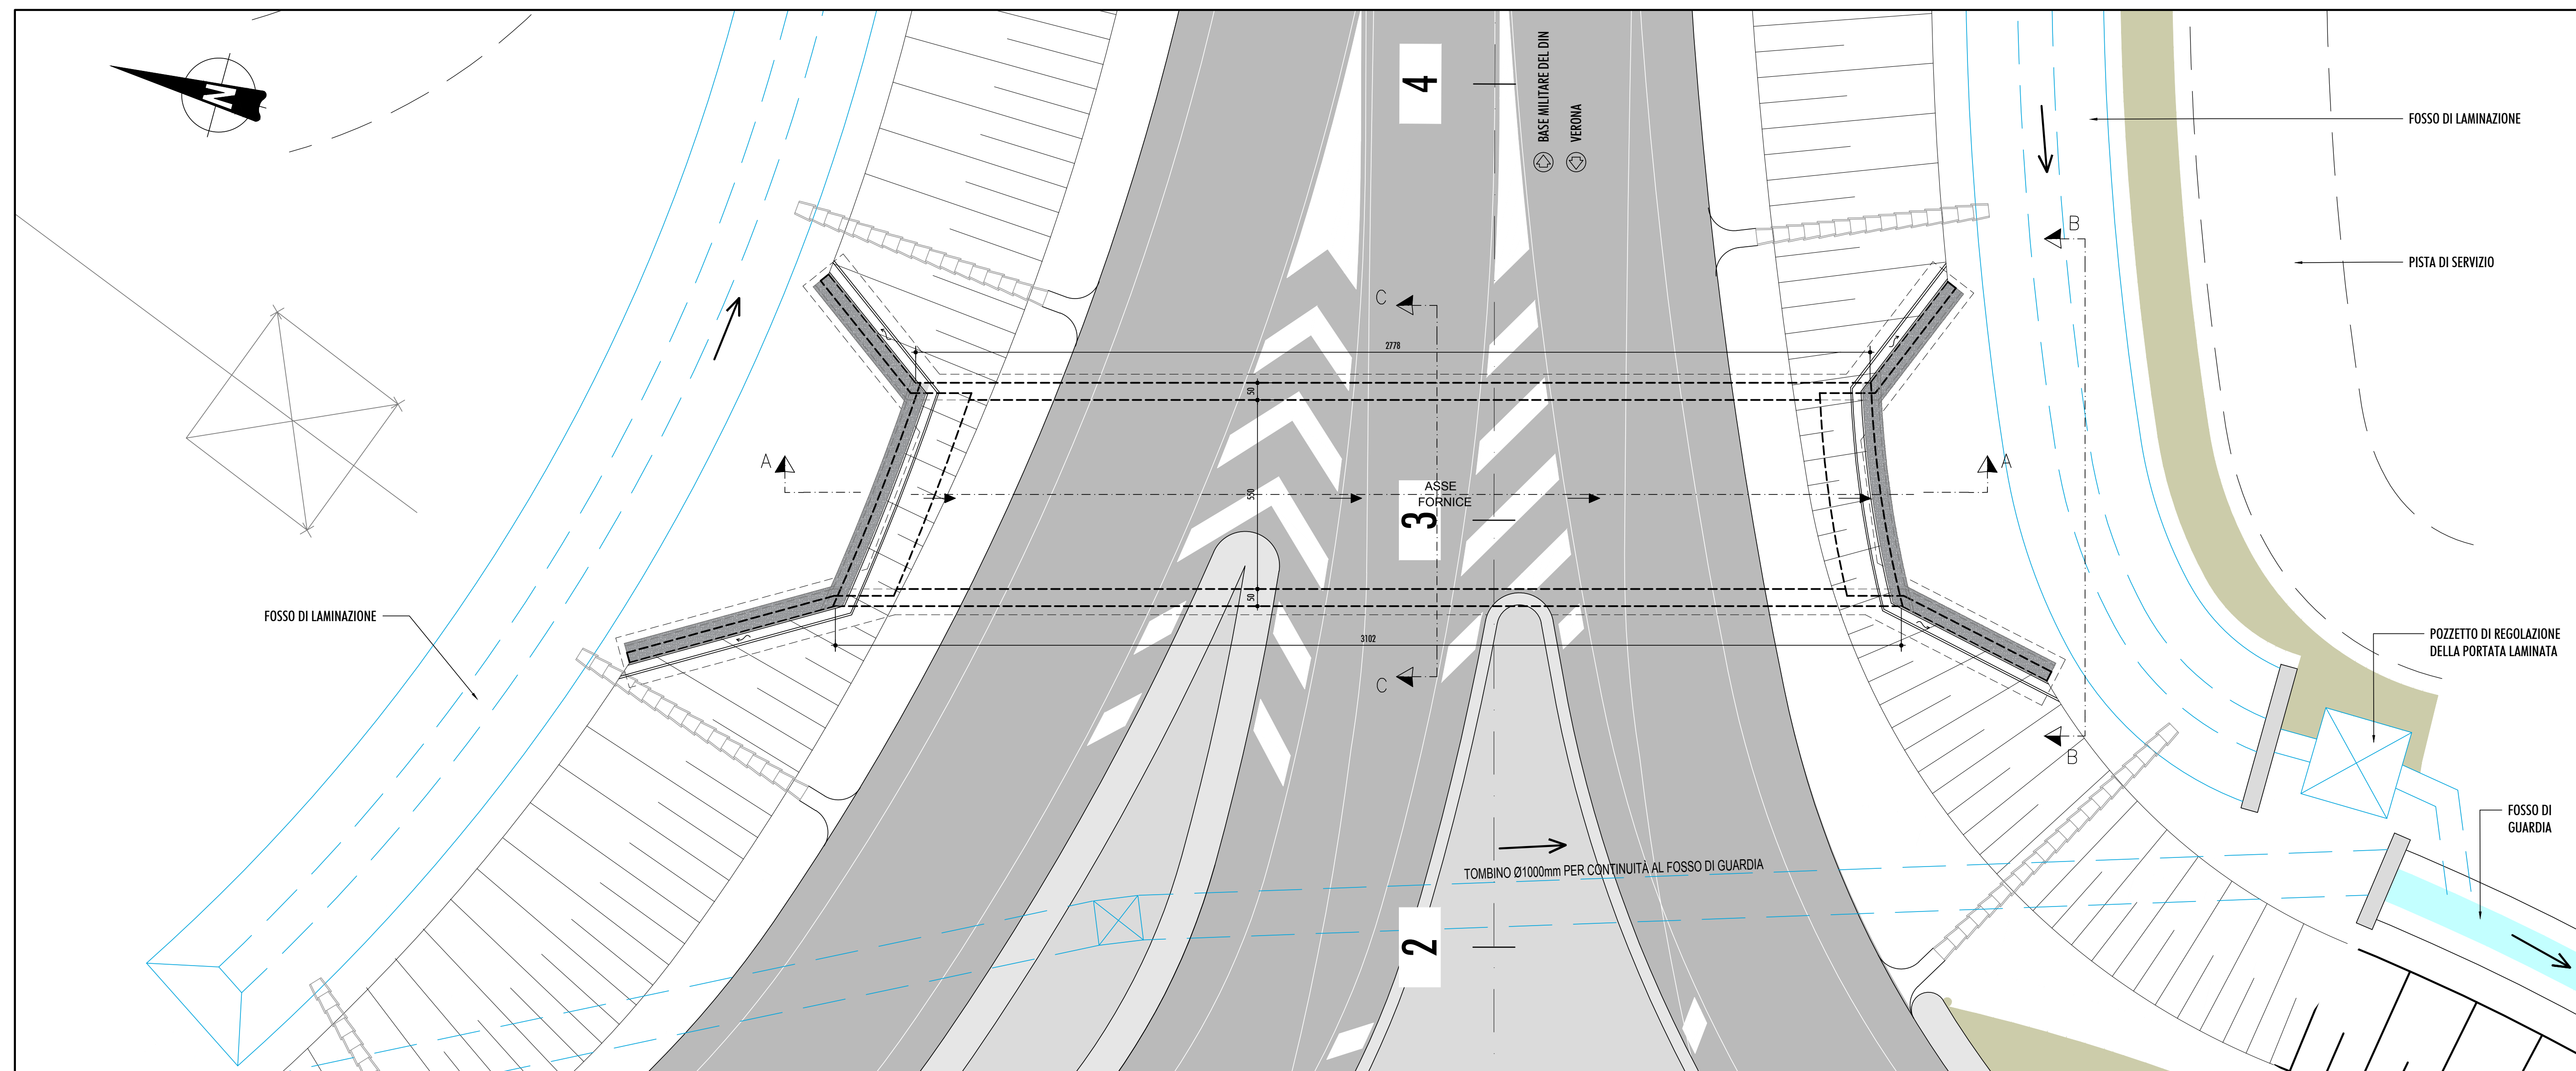 N
4
BASE MILITARE DEL DIN
VERONA
FOSSO DI LAMINAZIONE
PISTA DI SERVIZIO
B
C
2778
50
A
A
550
ASSE
FORNICE
3
50
3102
C
B
FOSSO DI LAMINAZIONE
POZZETTO DI REGOLAZIONE
DELLA PORTATA LAMINATA
FOSSO DI
GUARDIA
TOMBINO Ø1000mm PER CONTINUITÀ AL FOSSO DI GUARDIA
2